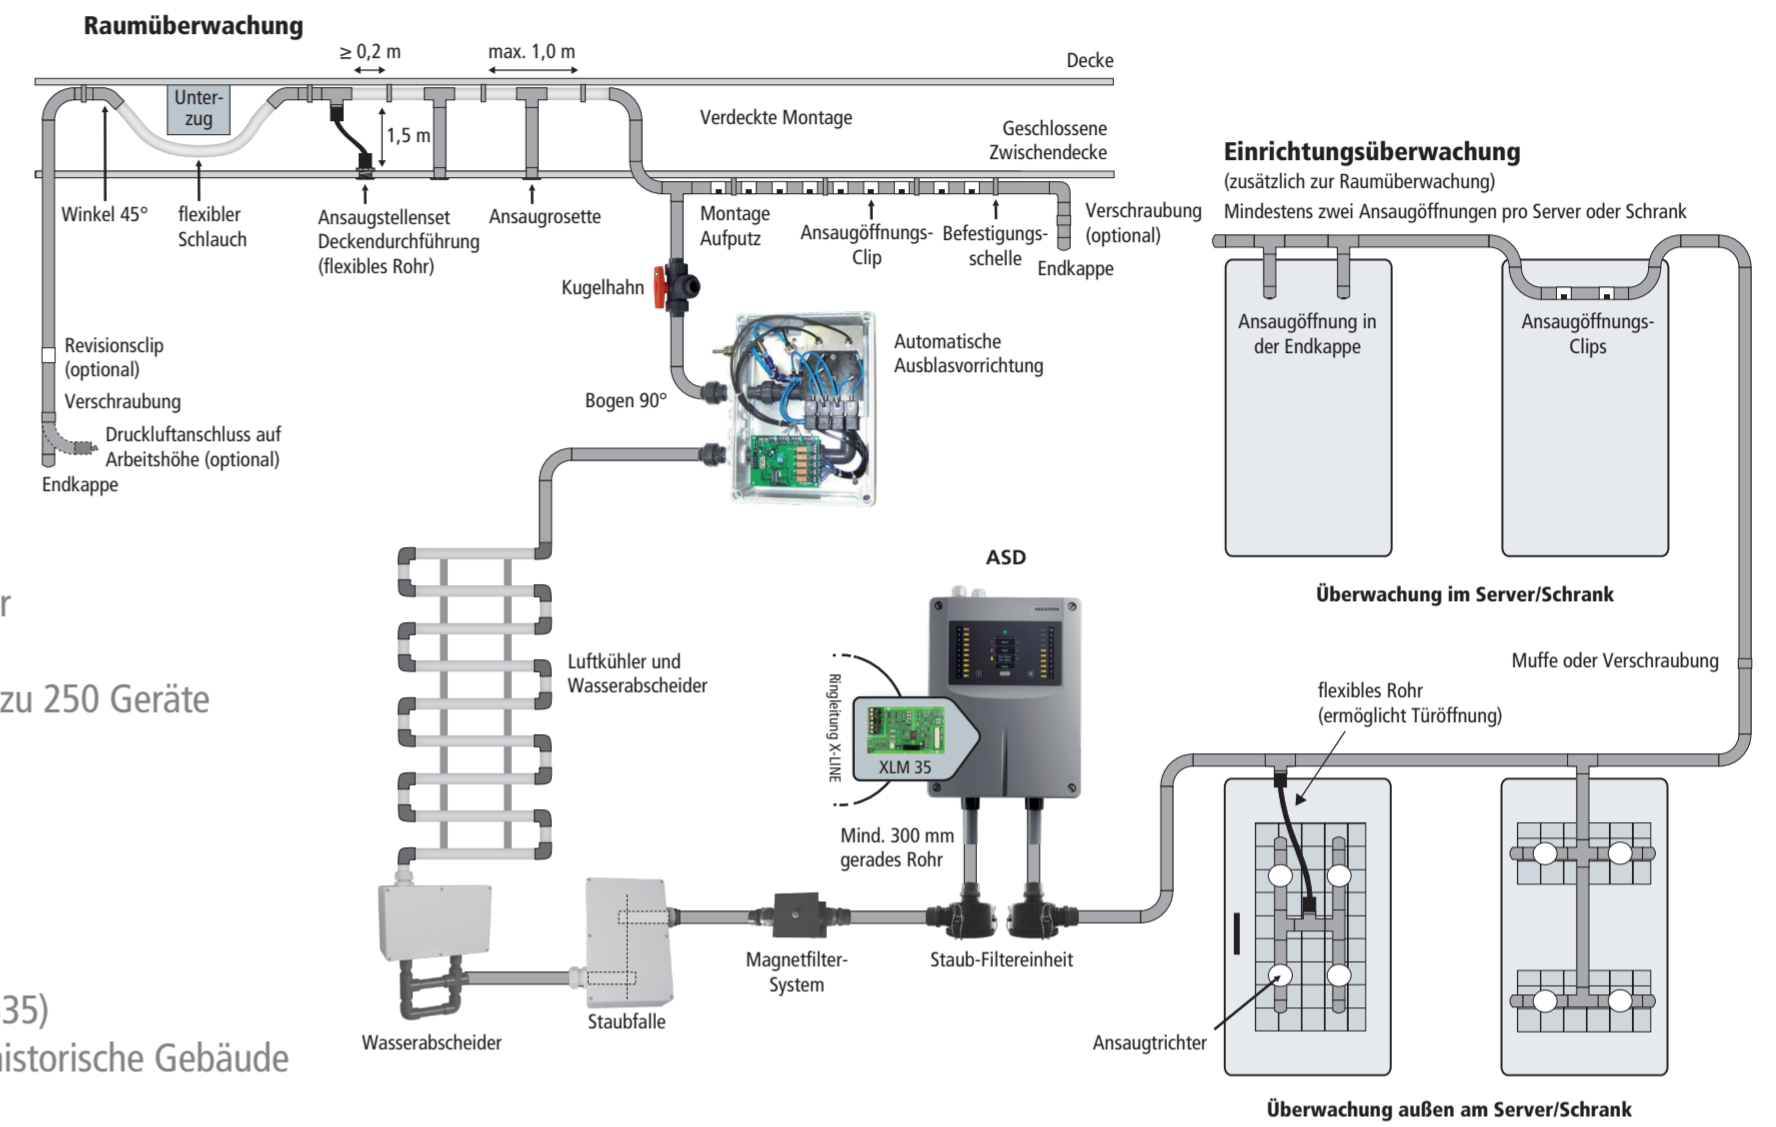 Raumüberwachung
≥ 0,2 m
max. 1,0 m
Decke
Unter-
zug
1,5 m
Verdeckte Montage
Geschlossene
Zwischendecke
Winkel 45°
flexibler
Schlauch
Ansaugstellenset
Deckendurchführung
(flexibles Rohr)
Ansaugrosette
Montage
Aufputz
Ansaugöffnungs-
Clip
Befestigungs-
schelle
Verschraubung
(optional)
Endkappe
Kugelhahn
Revisionsclip
(optional)
Verschraubung
Druckluftanschluss auf
Arbeitshöhe (optional)
Endkappe
Automatische
Ausblasvorrichtung
Bogen 90°
Einrichtungsüberwachung
(zusätzlich zur Raumüberwachung)
Mindestens zwei Ansaugöffnungen pro Server oder Schrank
Ansaugöffnung in
der Endkappe
Ansaugöffnungs-
Clips
Überwachung im Server/Schrank
Muffe oder Verschraubung
flexibles Rohr
(ermöglicht Türöffnung)
ASD
r
zu 250 Geräte
Luftkühler und
Wasserabscheider
Ringleitung X-LINE
XLM 35
Mind. 300 mm
gerades Rohr
Magnetfilter-
System
Staub-Filtereinheit
Staubfalle
Wasserabscheider
35)
historische Gebäude
Ansaugtrichter
Überwachung außen am Server/Schrank